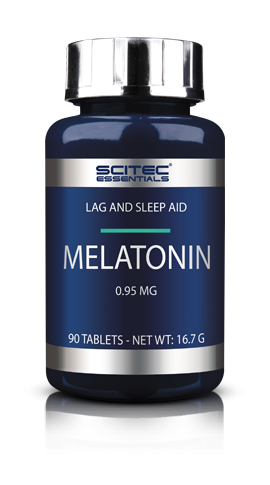 SCITEC®
ESSENTIALS
LAG AND SLEEP AID
MELATONIN
0.95 MG
90 TABLETS - NET WT: 16.7 G